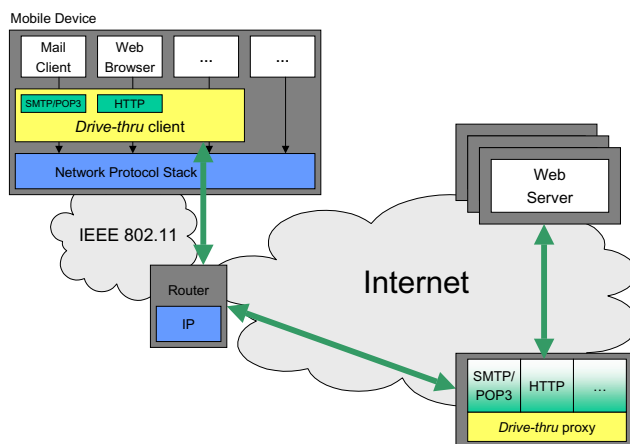 Mobile Device
Mail
Client
Web
Browser
...
...
SMTP/POP3
HTTP
Drive-thru client
Network Protocol Stack
IEEE 802.11
Router
IP
Internet
Web
Server
SMTP/
POP3
HTTP
...
Drive-thru proxy